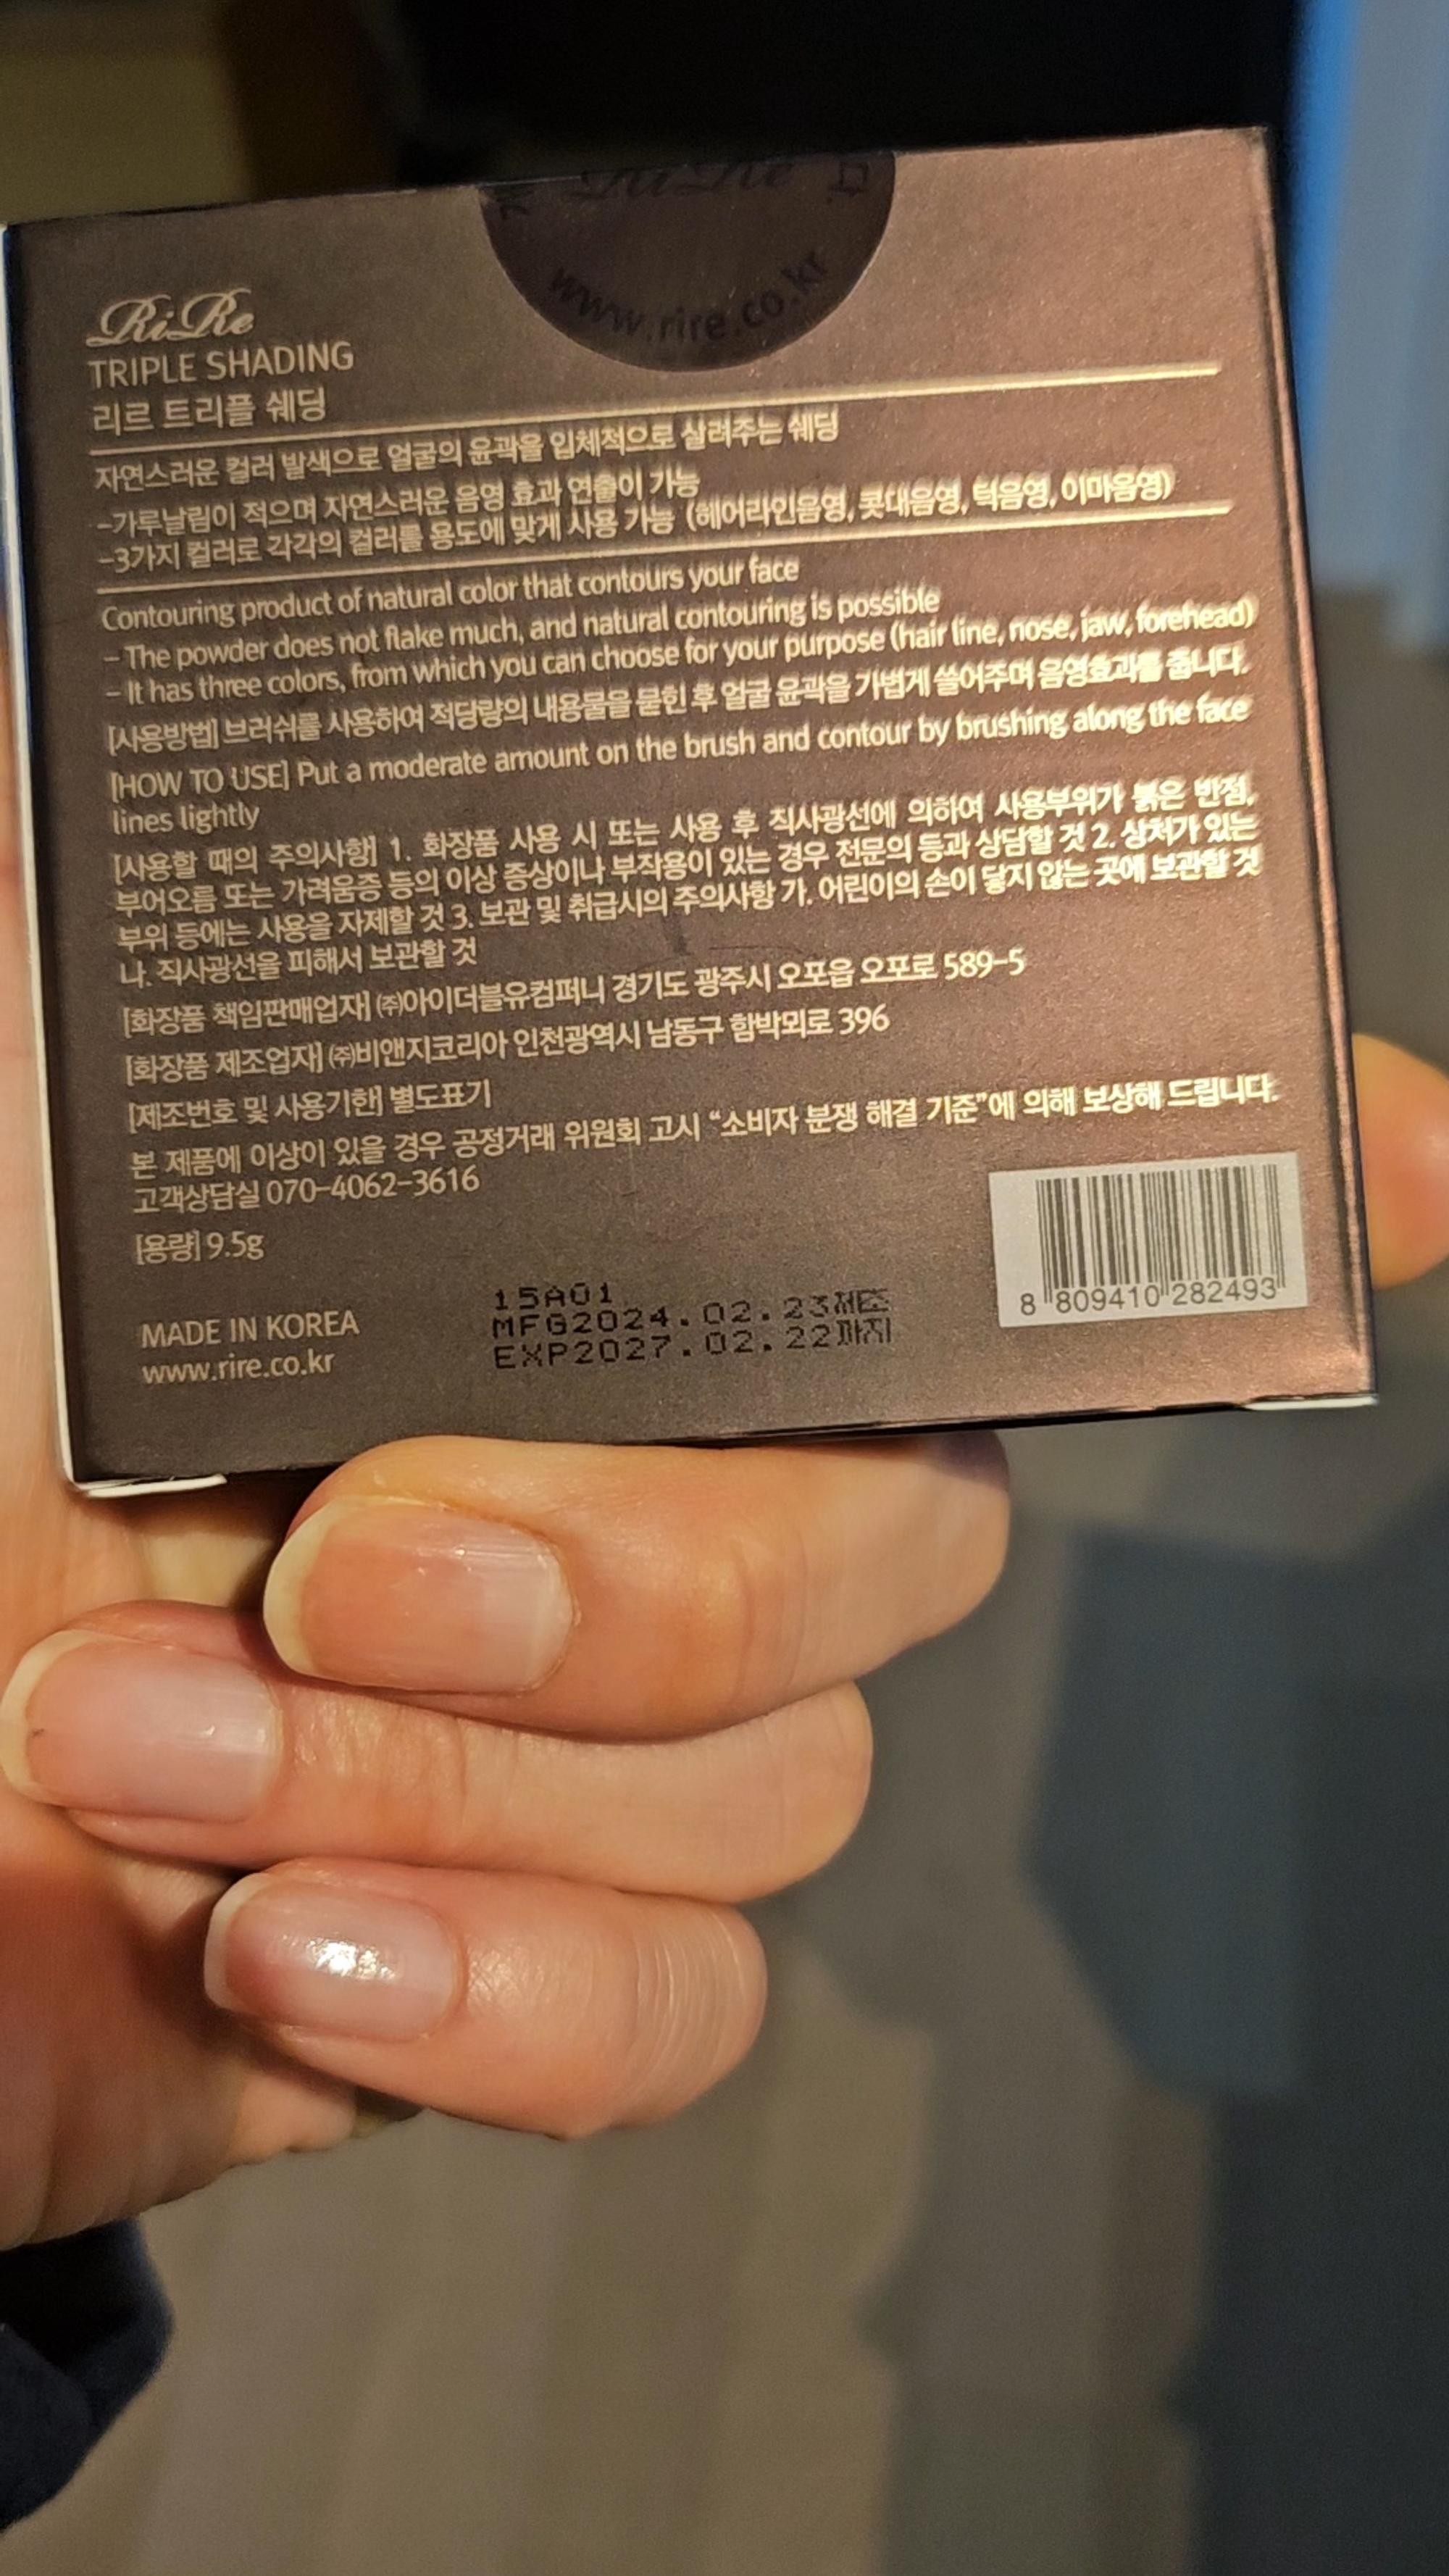 RiRe
www.rire.co.kr
RiRe
TRIPLE SHADING
리르 트리플 쉐딩
자연스러운 컬러 발색으로 얼굴의 윤곽을 입체적으로 살려주는 쉐딩
-가루날림이 적으며 자연스러운 음영 효과 연출이 가능
-3가지 컬러로 각각의 컬러를 용도에 맞게 사용 가능 (헤어라인음영, 콧대음영, 턱음영, 이마음영)
Contouring product of natural color that contours your face
- The powder does not flake much, and natural contouring is possible
- It has three colors, from which you can choose for your purpose (hair line, nose, jaw, forehead)
[사용방법] 브러쉬를 사용하여 적당량의 내용물을 묻힌 후 얼굴 윤곽을 가볍게 쓸어주며 음영효과를 줍니다.
[HOW TO USE] Put a moderate amount on the brush and contour by brushing along the face
lines lightly
[사용할 때의 주의사항] 1. 화장품 사용 시 또는 사용 후 직사광선에 의하여 사용부위가 붉은 반점,
부어오름 또는 가려움증 등의 이상 증상이나 부작용이 있는 경우 전문의 등과 상담할 것 2. 상처가 있는
부위 등에는 사용을 자제할 것 3. 보관 및 취급시의 주의사항 가. 어린이의 손이 닿지 않는 곳에 보관할 것
나. 직사광선을 피해서 보관할 것
[화장품 책임판매업자] ㈜아이더블유컴퍼니 경기도 광주시 오포읍 오포로 589-5
[화장품 제조업자] ㈜비앤지코리아 인천광역시 남동구 함박뫼로 396
[제조번호 및 사용기한] 별도표기
본 제품에 이상이 있을 경우 공정거래 위원회 고시 “소비자 분쟁 해결 기준”에 의해 보상해 드립니다.
고객상담실 070-4062-3616
[용량] 9.5g
MADE IN KOREA
www.rire.co.kr
15A01
MFG2024.02.23제조
EXP2027.02.22까지
8 809410 282493